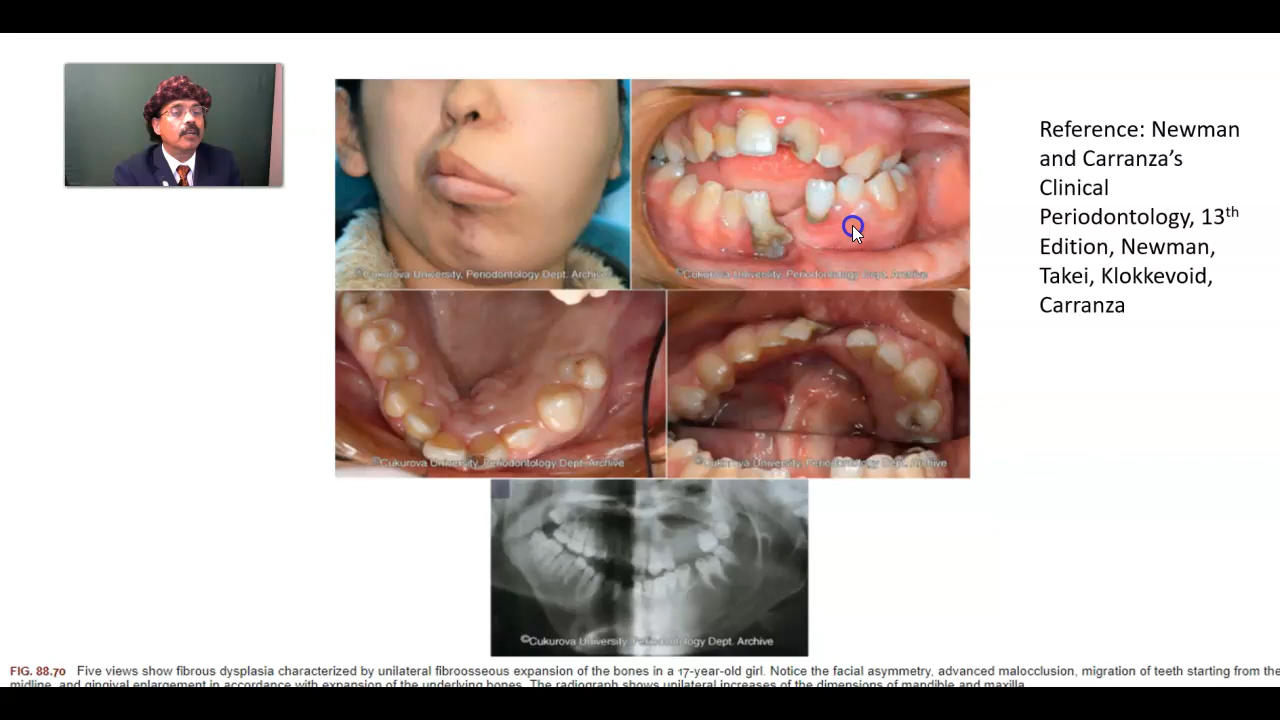 Reference: Newman
and Carranza's
Clinical
Periodontology, 13th
Edition, Newman,
Takei, Klokkevoid,
Carranza
©Cukurova University, Periodontology Dept. Archive
©Cukurova University, Periodontology Dept. Archive
©Cukurova University, Periodontology Dept. Archive
©Cukurova University, Periodontology Dept. Archive
©Cukurova University, Periodontology Dept. Archive
FIG. 88.70 Five views show fibrous dysplasia characterized by unilateral fibroosseous expansion of the bones in a 17-year-old girl. Notice the facial asymmetry, advanced malocclusion, migration of teeth starting from the
midline, and gingival enlargement in accordance with expansion of the underlying bones. The radiograph shows unilateral increases of the dimensions of mandible and maxilla.